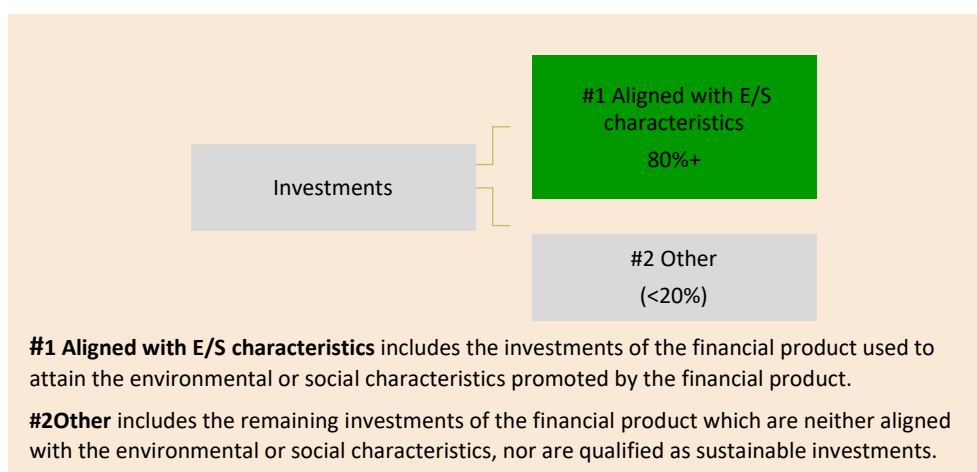 #1 Aligned with E/S
characteristics
80%+
Investments
#2 Other
(<20%)
#1 Aligned with E/S characteristics includes the investments of the financial product used to
attain the environmental or social characteristics promoted by the financial product.
#2Other includes the remaining investments of the financial product which are neither aligned
with the environmental or social characteristics, nor are qualified as sustainable investments.